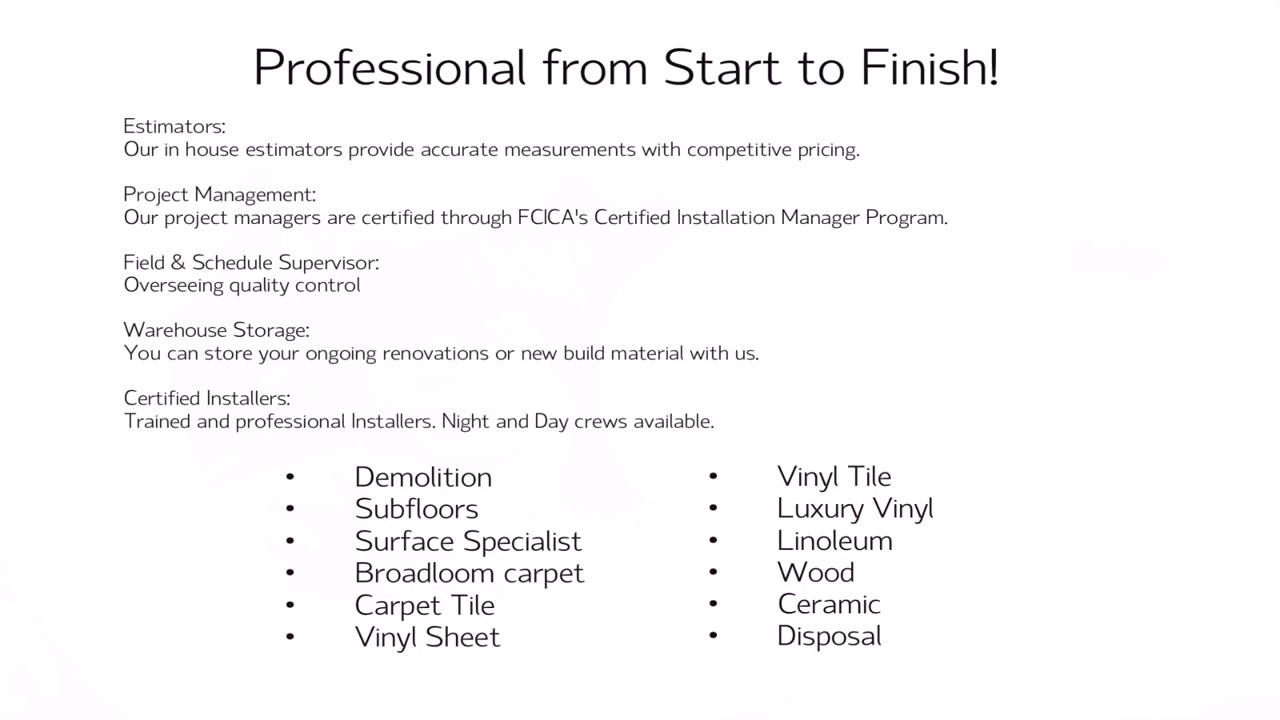 Professional from Start to Finish!
Estimators:
Our in house estimators provide accurate measurements with competitive pricing.
Project Management:
Our project managers are certified through FCICA's Certified Installation Manager Program.
Field & Schedule Supervisor:
Overseeing quality control
Warehouse Storage:
You can store your ongoing renovations or new build material with us.
Certified Installers:
Trained and professional Installers. Night and Day crews available.
• Demolition
• Subfloors
• Surface Specialist
• Broadloom carpet
• Carpet Tile
• Vinyl Sheet
• Vinyl Tile
• Luxury Vinyl
• Linoleum
• Wood
• Ceramic
• Disposal